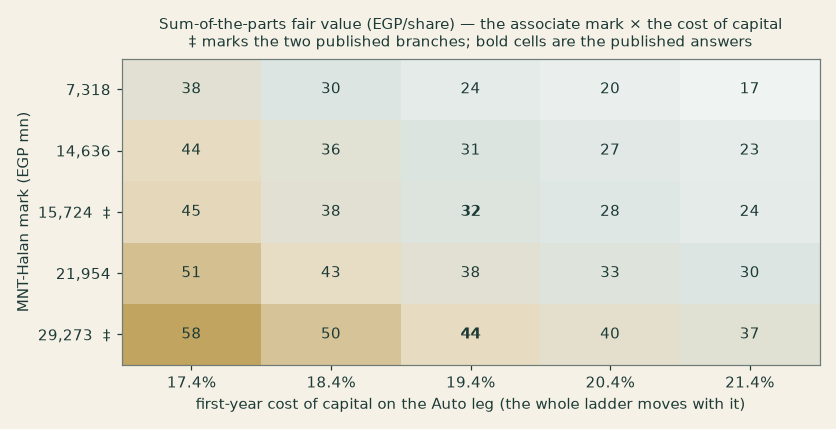 Sum-of-the-parts fair value (EGP/share) — the associate mark × the cost of capital
‡ marks the two published branches; bold cells are the published answers
MNT-Halan mark (EGP mn)
7,318 38 30 24 20 17
14,636 44 36 31 27 23
15,724 ‡ 45 38 32 28 24
21,954 51 43 38 33 30
29,273 ‡ 58 50 44 40 37
17.4% 18.4% 19.4% 20.4% 21.4%
first-year cost of capital on the Auto leg (the whole ladder moves with it)